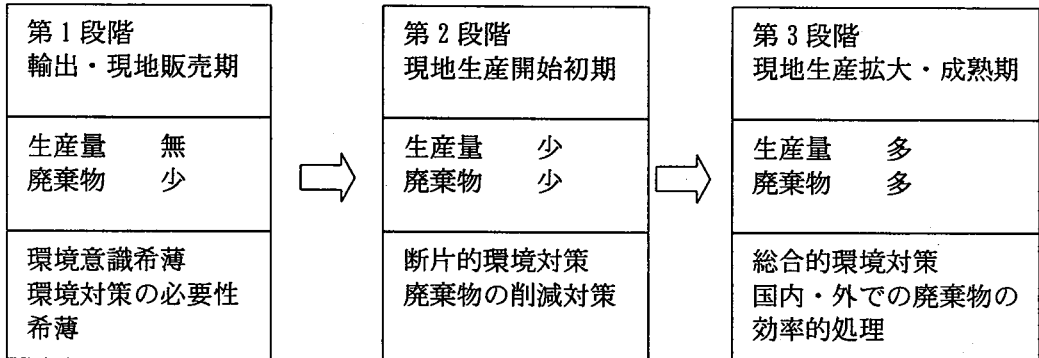 第1段階
輸出・現地販売期
生産量　無
廃棄物　少
環境意識希薄
環境対策の必要性
希薄
第2段階
現地生産開始初期
生産量　少
廃棄物　少
断片的環境対策
廃棄物の削減対策
第3段階
現地生産拡大・成熟期
生産量　多
廃棄物　多
総合的環境対策
国内・外での廃棄物の
効率的処理